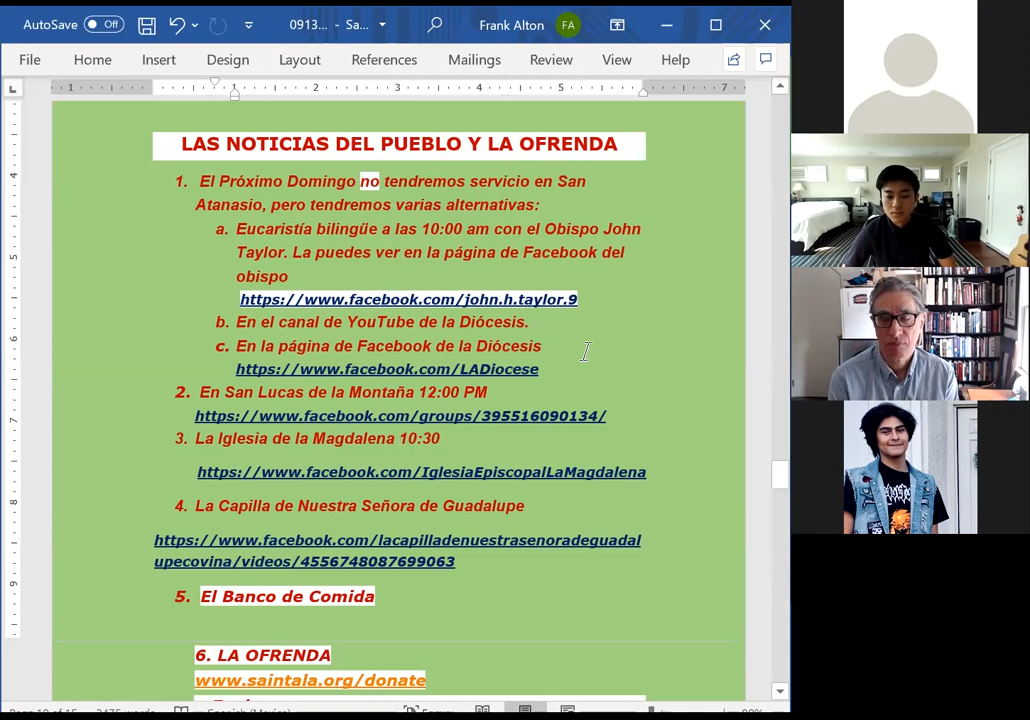 AutoSave Off 0913... - Sa... Frank Alton FA
File Home Insert Design Layout References Mailings Review View Help
1 1 2 3 4 5 7
LAS NOTICIAS DEL PUEBLO Y LA OFRENDA
1. El Próximo Domingo no tendremos servicio en San
Atanasio, pero tendremos varias alternativas:
a. Eucaristía bilingüe a las 10:00 am con el Obispo John
Taylor. La puedes ver en la página de Facebook del
obispo
https://www.facebook.com/john.h.taylor.9
b. En el canal de YouTube de la Diócesis.
c. En la página de Facebook de la Diócesis
https://www.facebook.com/LADiocese
2. En San Lucas de la Montaña 12:00 PM
https://www.facebook.com/groups/395516090134/
3. La Iglesia de la Magdalena 10:30
https://www.facebook.com/IglesiaEpiscopalLaMagdalena
4. La Capilla de Nuestra Señora de Guadalupe
https://www.facebook.com/lacapilladenuestrasenoradeguadal
upecovina/videos/4556748087699063
5. El Banco de Comida
6. LA OFRENDA
www.saintala.org/donate